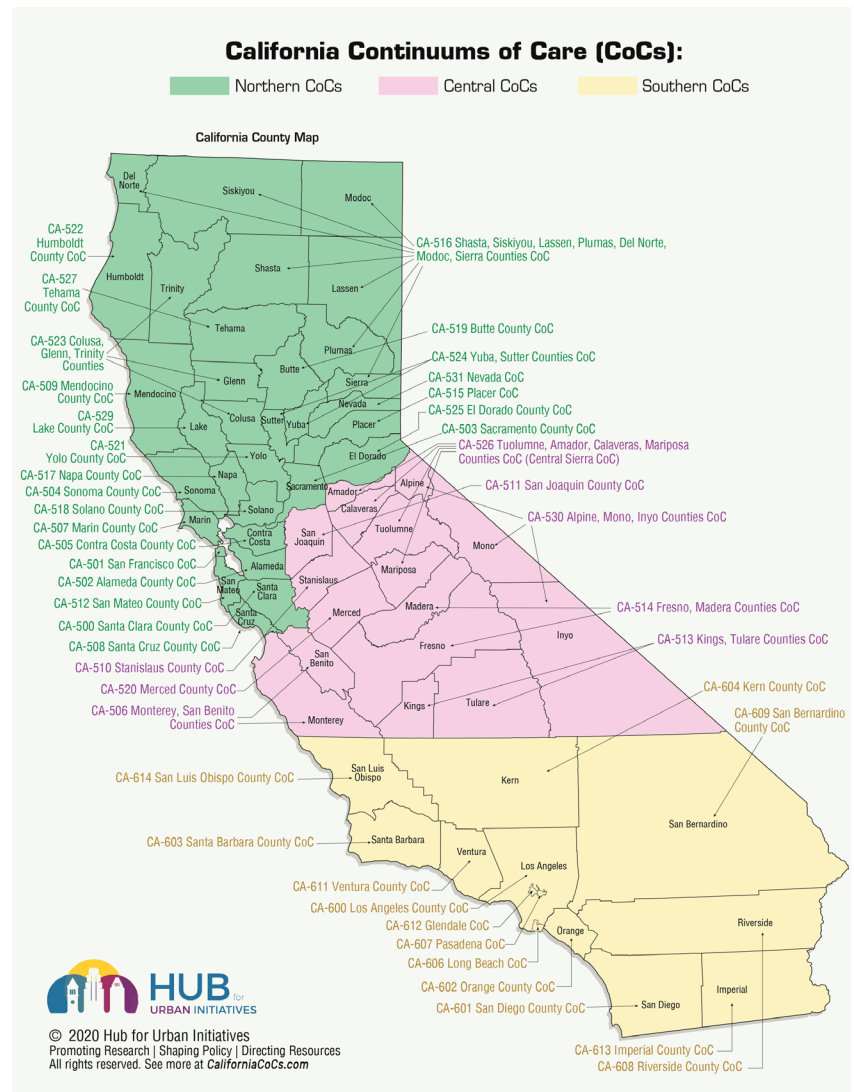 California Continuums of Care (CoCs):
Northern CoCs
Central CoCs
Southern CoCs
California County Map
Del
Norte
Siskiyou
Modoc
CA-522
Humboldt
County CoC
CA-516 Shasta, Siskiyou, Lassen, Plumas, Del Norte,
Modoc, Sierra Counties CoC
Humboldt
Trinity
Shasta
Lassen
CA-527
Tehama
County CoC
Tehama
CA-519 Butte County CoC
CA-523 Colusa,
Glenn, Trinity
Counties
Plumas
CA-524 Yuba, Sutter Counties CoC
Butte
Glenn
Sierra
CA-531 Nevada CoC
CA-509 Mendocino
County CoC
Mendocino
CA-515 Placer CoC
Nevada
CA-525 El Dorado County CoC
CA-529
Lake County CoC
Lake
Colusa
Sutter
Yuba
Placer
CA-503 Sacramento County CoC
CA-521
Yolo County CoC
Yolo
El Dorado
CA-526 Tuolumne, Amador, Calaveras, Mariposa
Counties CoC (Central Sierra CoC)
CA-517 Napa County CoC
Napa
CA-504 Sonoma County CoC
Sonoma
Sacramento
Amador
Alpine
CA-511 San Joaquin County CoC
CA-518 Solano County CoC
Solano
Calaveras
CA-507 Marin County CoC
Marin
CA-530 Alpine, Mono, Inyo Counties CoC
Tuolumne
CA-505 Contra Costa County CoC
Contra
Costa
San
Joaquin
Mono
CA-501 San Francisco CoC
Alameda
Mariposa
CA-502 Alameda County CoC
San
Mateo
Santa
Clara
Stanislaus
CA-512 San Mateo County CoC
Madera
CA-514 Fresno, Madera Counties CoC
CA-500 Santa Clara County CoC
Santa
Cruz
Merced
Inyo
CA-508 Santa Cruz County CoC
Fresno
CA-513 Kings, Tulare Counties CoC
CA-510 Stanislaus County CoC
San
Benito
CA-520 Merced County CoC
CA-604 Kern County CoC
CA-506 Monterey, San Benito
Counties CoC
Monterey
Kings
Tulare
CA-609 San Bernardino
County CoC
CA-614 San Luis Obispo County CoC
San Luis
Obispo
Kern
San Bernardino
CA-603 Santa Barbara County CoC
Santa Barbara
Ventura
Los Angeles
CA-611 Ventura County CoC
CA-600 Los Angeles County CoC
CA-612 Glendale CoC
Orange
Riverside
CA-607 Pasadena CoC
CA-606 Long Beach CoC
CA-602 Orange County CoC
Imperial
CA-601 San Diego County CoC
San Diego
CA-613 Imperial County CoC
CA-608 Riverside County CoC
HUB for
URBAN INITIATIVES
© 2020 Hub for Urban Initiatives
Promoting Research | Shaping Policy | Directing Resources
All rights reserved. See more at CaliforniaCoCs.com